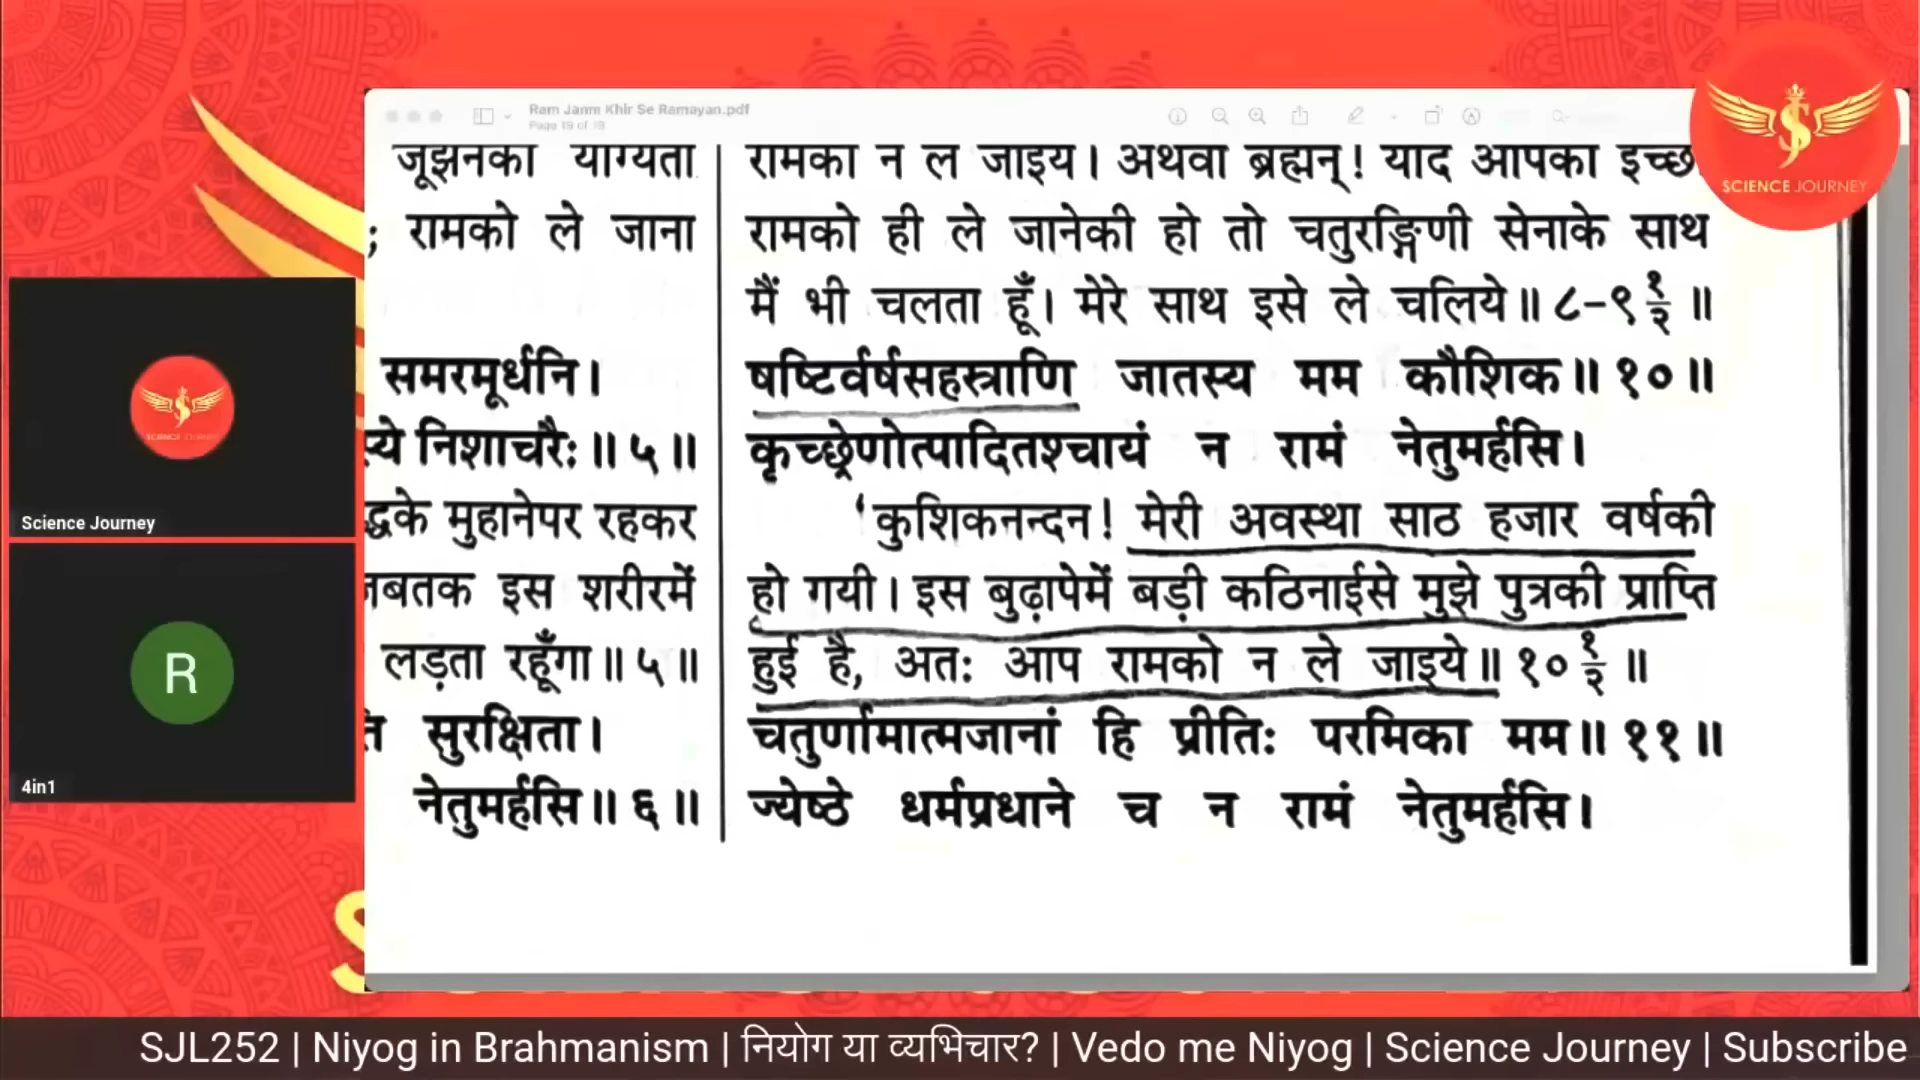 Ram Janm Khir Se Ramayan.pdf
Page 19 of 19
SCIENCE JOURNEY
जूझनेका योग्यता
; रामको ले जाना
समरमूर्धनि।
स्ये निशाचरैः॥ ५॥
द्धके मुहानेपर रहकर
जबतक इस शरीरमें
लड़ता रहूँगा॥ ५॥
ति सुरक्षिता।
नेतुमर्हसि॥ ६॥
रामका न ल जाइय। अथवा ब्रह्मन्! याद आपका
रामको ही ले जानेकी हो तो चतुरङ्गिणी सेनाके साथ
मैं भी चलता हूँ। मेरे साथ इसे ले चलिये॥ ८-९ १/२ ॥
षष्टिर्वर्षसहस्त्राणि जातस्य मम कौशिक॥ १०॥
कृच्छ्रेणोत्पादितश्चायं न रामं नेतुमर्हसि।
'कुशिकनन्दन! मेरी अवस्था साठ हजार वर्षकी
हो गयी। इस बुढ़ापेमें बड़ी कठिनाईसे मुझे पुत्रकी प्राप्ति
हुई है, अतः आप रामको न ले जाइये॥ १० १/२ ॥
चतुर्णामात्मजानां हि प्रीतिः परमिका मम॥ ११॥
ज्येष्ठे धर्मप्रधाने च न रामं नेतुमर्हसि।
Science Journey
R
4in1
SJL252 | Niyog in Brahmanism | नियोग या व्यभिचार? | Vedo me Niyog | Science Journey | Subscribe